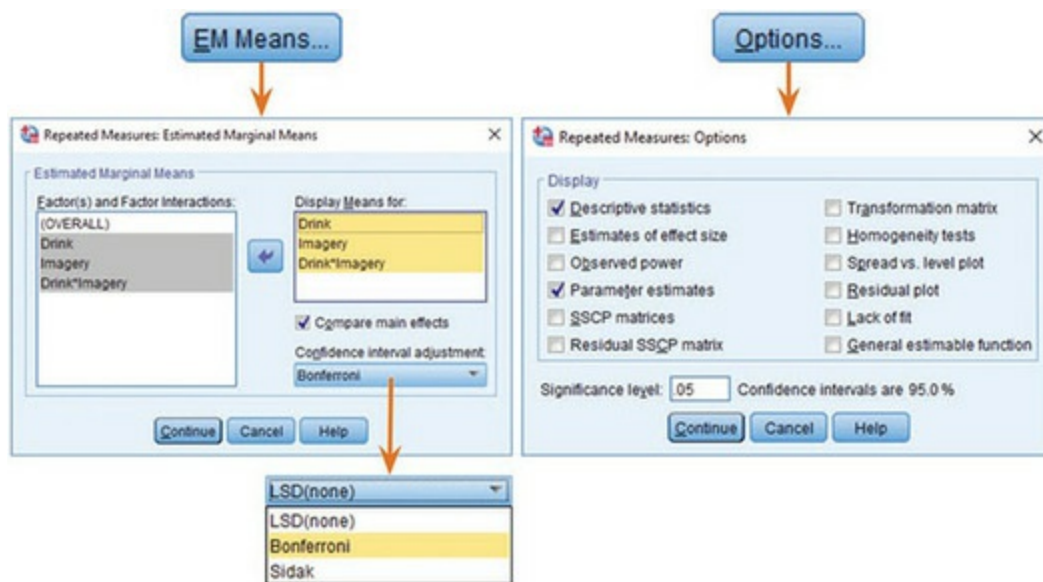 EM Means...
Options...
Repeated Measures: Estimated Marginal Means
Estimated Marginal Means
Factor(s) and Factor Interactions:
(OVERALL)
Drink
Imagery
Drink*Imagery
Display Means for:
Drink
Imagery
Drink*Imagery
Compare main effects
Confidence interval adjustment:
Bonferroni
Continue Cancel Help
LSD(none)
LSD(none)
Bonferroni
Sidak
Repeated Measures: Options
Display
Descriptive statistics
Estimates of effect size
Observed power
Parameter estimates
SSCP matrices
Residual SSCP matrix
Transformation matrix
Homogeneity tests
Spread vs. level plot
Residual plot
Lack of fit
General estimable function
Significance level: .05 Confidence intervals are 95.0 %
Continue Cancel Help